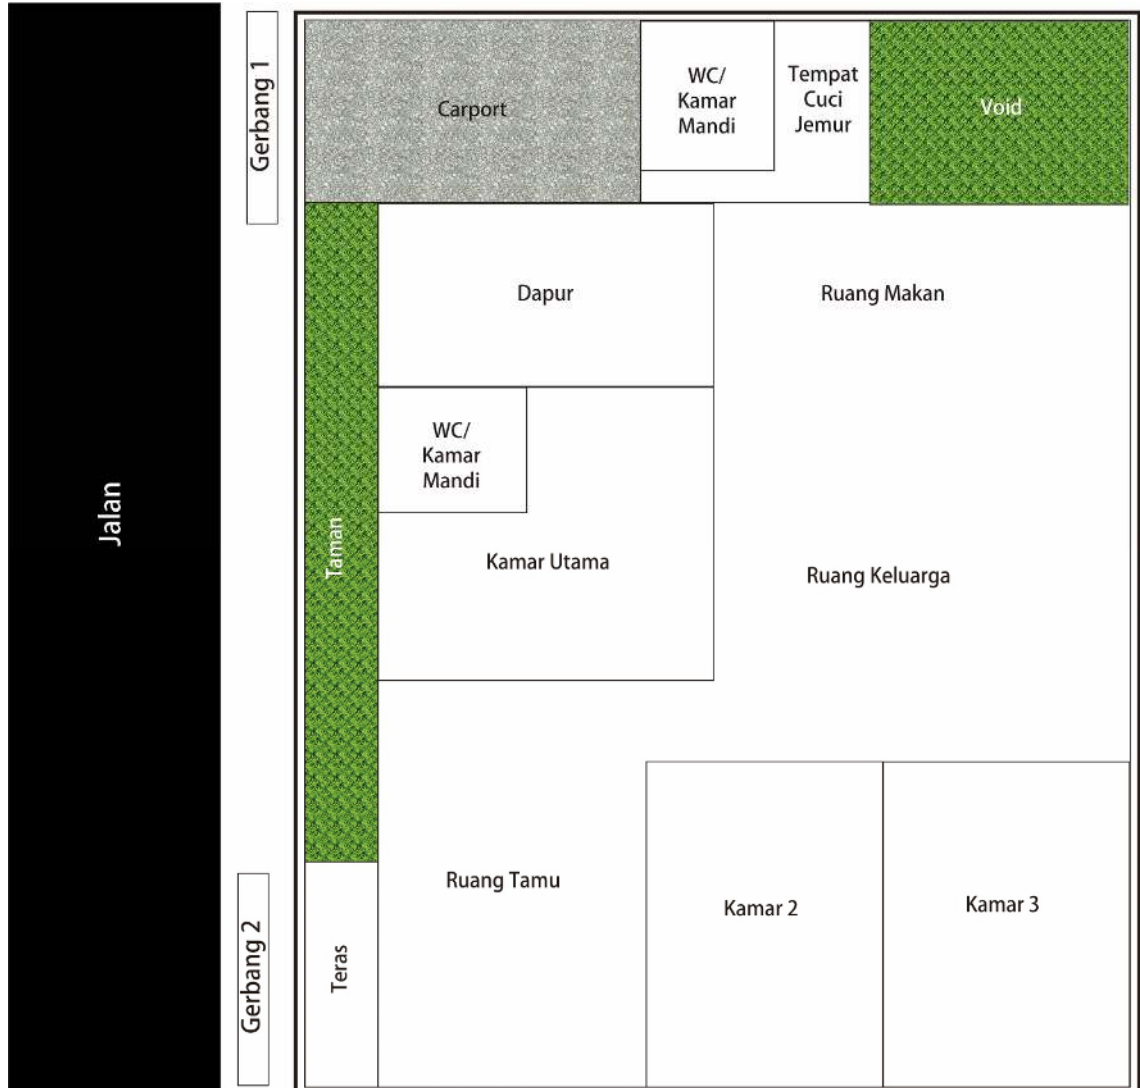 Jalan
Gerbang 1
Carport
WC/
Kamar
Mandi
Tempat
Cuci
Jemur
Void
Dapur
Ruang Makan
WC/
Kamar
Mandi
Taman
Kamar Utama
Ruang Keluarga
Gerbang 2
Teras
Ruang Tamu
Kamar 2
Kamar 3